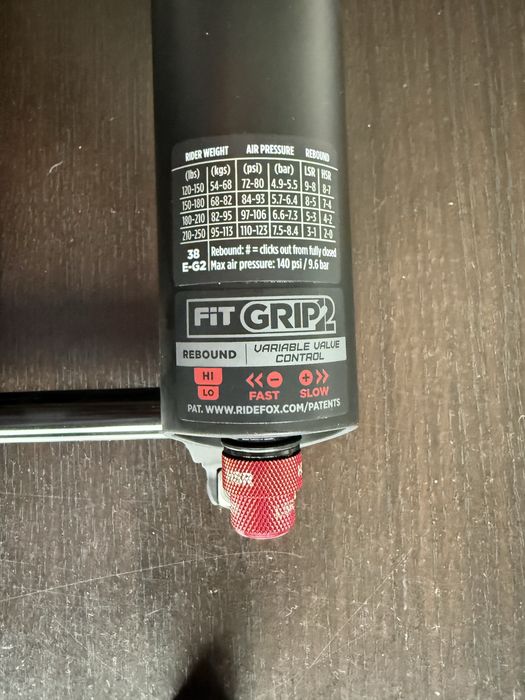 RIDER WEIGHT AIR PRESSURE REBOUND
(lbs) (kgs) (psi) (bar) LSR HSR
120-150 54-68 72-80 4.9-5.5 9-8 8-7
150-180 68-82 84-93 5.7-6.4 8-5 7-4
180-210 82-95 97-106 6.6-7.3 5-3 4-2
210-250 95-113 110-123 7.5-8.4 3-1 2-0
38 Rebound: # = clicks out from fully closed
E-G2 Max air pressure: 140 psi / 9.6 bar
FiT GRIP2
REBOUND VARIABLE VALVE
CONTROL
HI << - + >>
LO FAST SLOW
PAT. WWW.RIDEFOX.COM/PATENTS
HSR